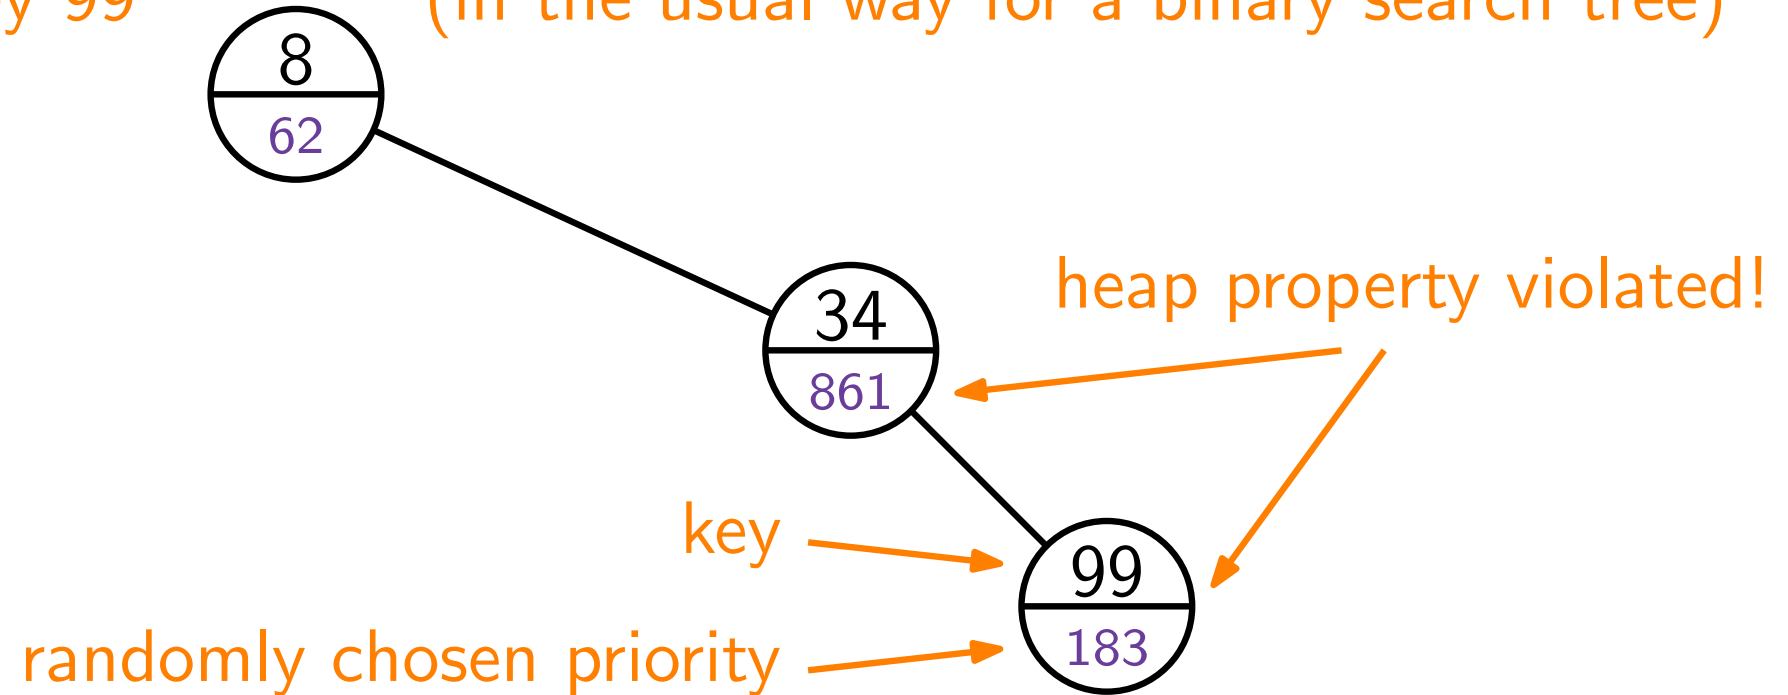 y 99 (in the usual way for a binary search tree)
8
62
heap property violated!
34
861
key
99
randomly chosen priority
183